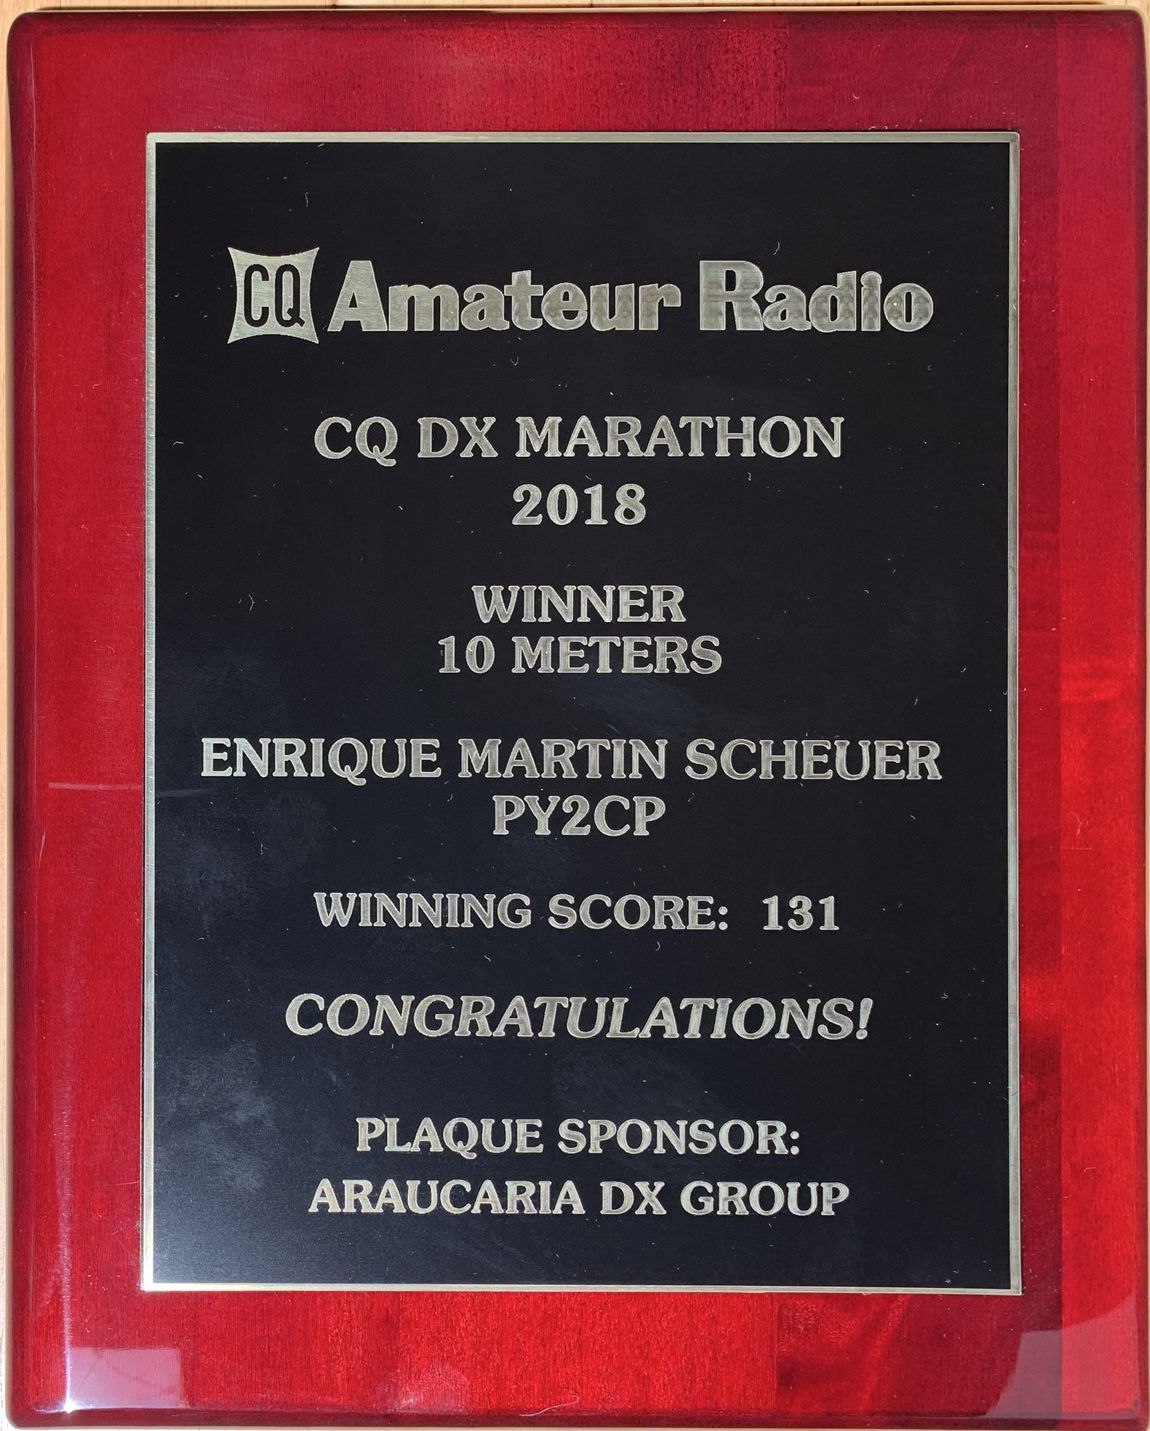 CQ Amateur Radio
CQ DX MARATHON
2018
WINNER
10 METERS
ENRIQUE MARTIN SCHEUER
PY2CP
WINNING SCORE: 131
CONGRATULATIONS!
PLAQUE SPONSOR:
ARAUCARIA DX GROUP